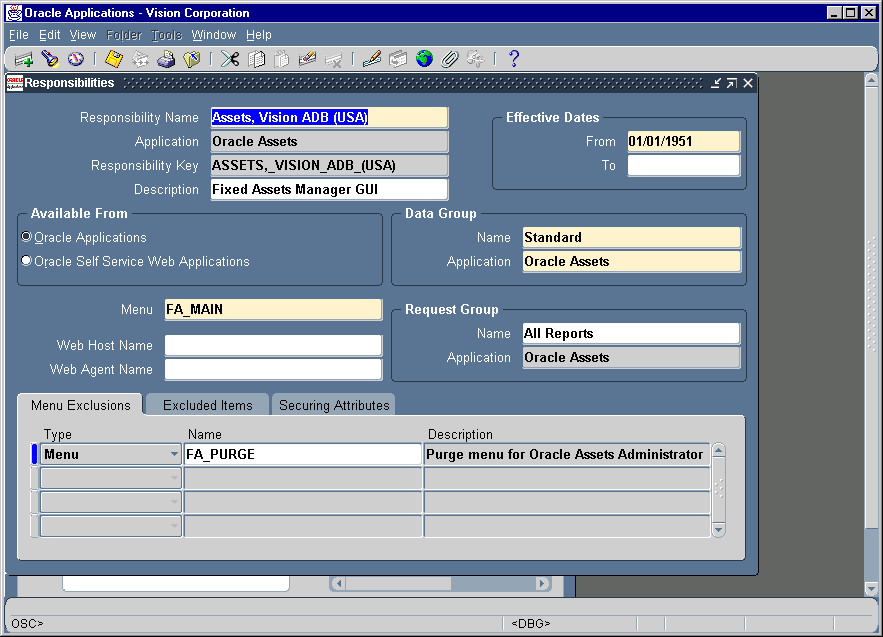 Oracle Applications - Vision Corporation
File Edit View Folder Tools Window Help
Responsibilities
Responsibility Name Assets, Vision ADB (USA)
Application Oracle Assets
Responsibility Key ASSETS,_VISION_ADB_(USA)
Description Fixed Assets Manager GUI
Effective Dates
From 01/01/1951
To
Available From
Oracle Applications
Oracle Self Service Web Applications
Data Group
Name Standard
Application Oracle Assets
Menu FA_MAIN
Web Host Name
Web Agent Name
Request Group
Name All Reports
Application Oracle Assets
Menu Exclusions Excluded Items Securing Attributes
Type Name Description
Menu FA_PURGE Purge menu for Oracle Assets Administrator
OSC> <DBG>